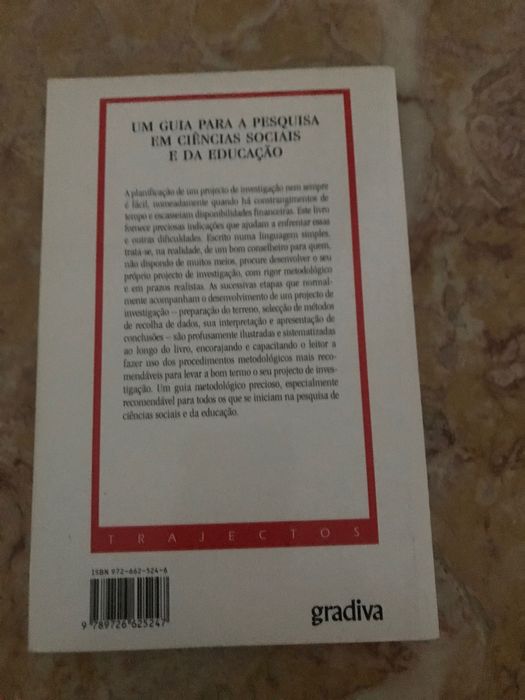 UM GUIA PARA A PESQUISA
EM CIÊNCIAS SOCIAIS
E DA EDUCAÇÃO
A planificação de um projecto de investigação nem sempre
é fácil, nomeadamente quando há constrangimentos de
tempo e escasseiam disponibilidades financeiras. Este livro
fornece preciosas indicações que ajudam a enfrentar essas
e outras dificuldades. Escrito numa linguagem simples,
trata-se, na realidade, de um bom conselheiro para quem,
não dispondo de muitos meios, procure desenvolver o seu
próprio projecto de investigação, com rigor metodológico
e em prazos realistas. As sucessivas etapas que normal-
mente acompanham o desenvolvimento de um projecto de
investigação – preparação do terreno, selecção de métodos
de recolha de dados, sua interpretação e apresentação de
conclusões – são profusamente ilustradas e sistematizadas
ao longo do livro, encorajando e capacitando o leitor a
fazer uso dos procedimentos metodológicos mais reco-
mendáveis para levar a bom termo o seu projecto de inves-
tigação. Um guia metodológico precioso, especialmente
recomendável para todos os que se iniciam na pesquisa de
ciências sociais e da educação.
TRAJECTOS
ISBN 972-662-524-6
9 789726 625247
gradiva